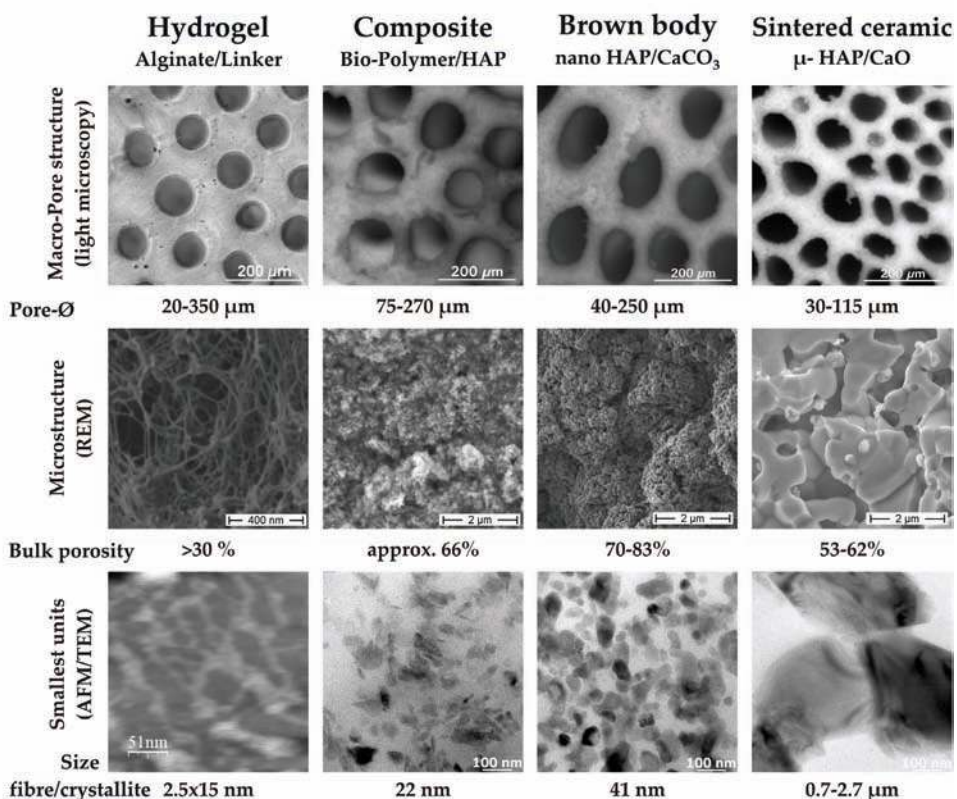 Hydrogel
Alginate/Linker
Composite
Bio-Polymer/HAP
Brown body
nano HAP/CaCO₃
Sintered ceramic
μ- HAP/CaO
Macro-Pore structure
(light microscopy)
200 μm
200 μm
200 μm
200 μm
Pore-Ø 20-350 μm 75-270 μm 40-250 μm 30-115 μm
Microstructure
(REM)
400 nm
2 μm
2 μm
2 μm
Bulk porosity >30 % approx. 66% 70-83% 53-62%
Smallest units
(AFM/TEM)
51nm
100 nm
100 nm
100 nm
Size
fibre/crystallite 2.5x15 nm 22 nm 41 nm 0.7-2.7 μm